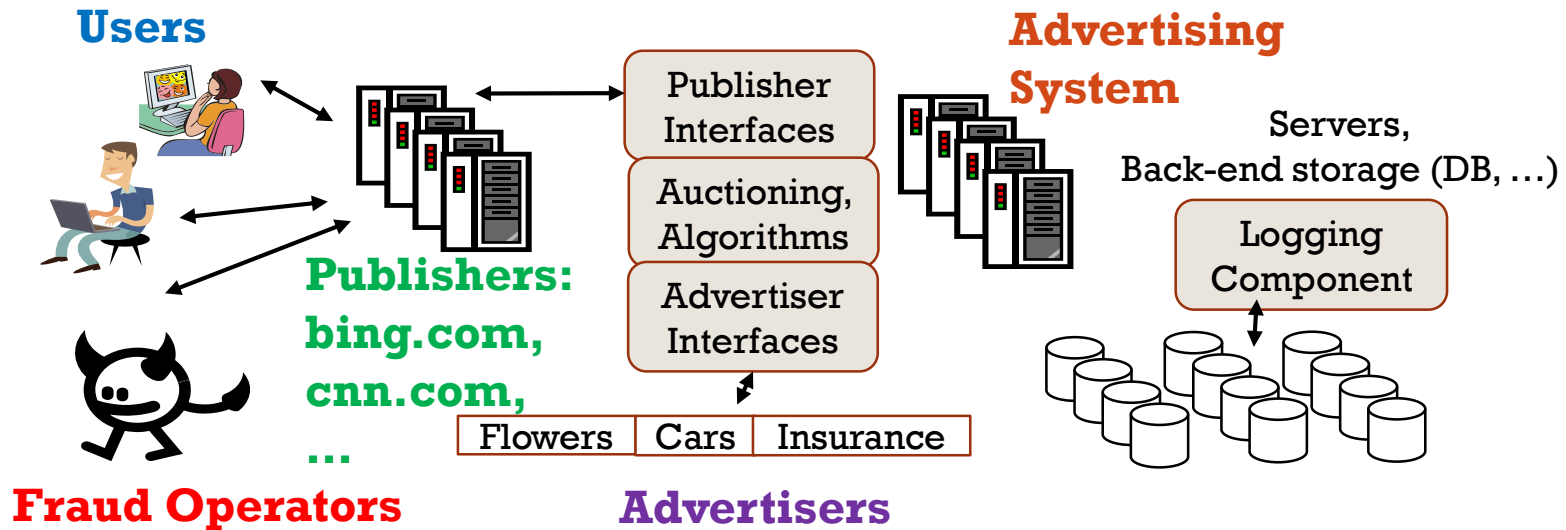 Users
Advertising
System
Publisher
Interfaces
Auctioning,
Algorithms
Advertiser
Interfaces
Servers,
Back-end storage (DB, …)
Logging
Component
Publishers:
bing.com,
cnn.com,
…
Flowers Cars Insurance
Fraud Operators
Advertisers